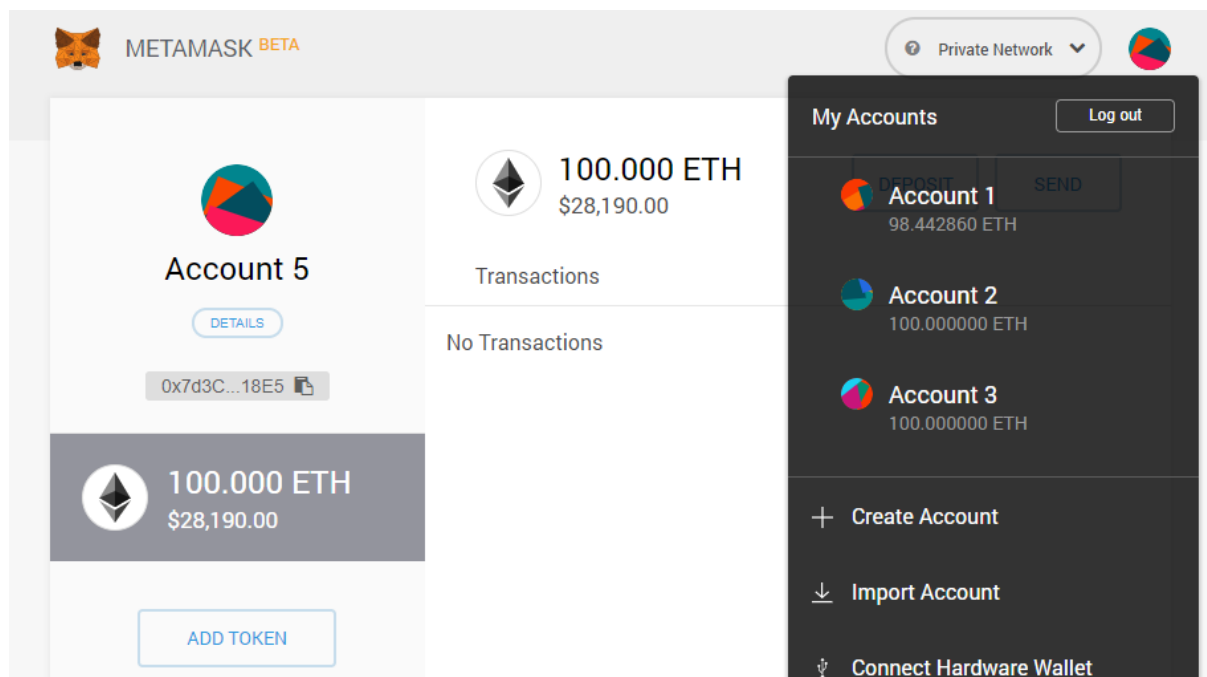 METAMASK BETA
Private Network
My Accounts
Log out
DEPOSIT
SEND
Account 1
98.442860 ETH
Account 2
100.000000 ETH
Account 3
100.000000 ETH
Create Account
Import Account
Connect Hardware Wallet
Account 5
DETAILS
0x7d3C...18E5
100.000 ETH
$28,190.00
ADD TOKEN
100.000 ETH
$28,190.00
Transactions
No Transactions